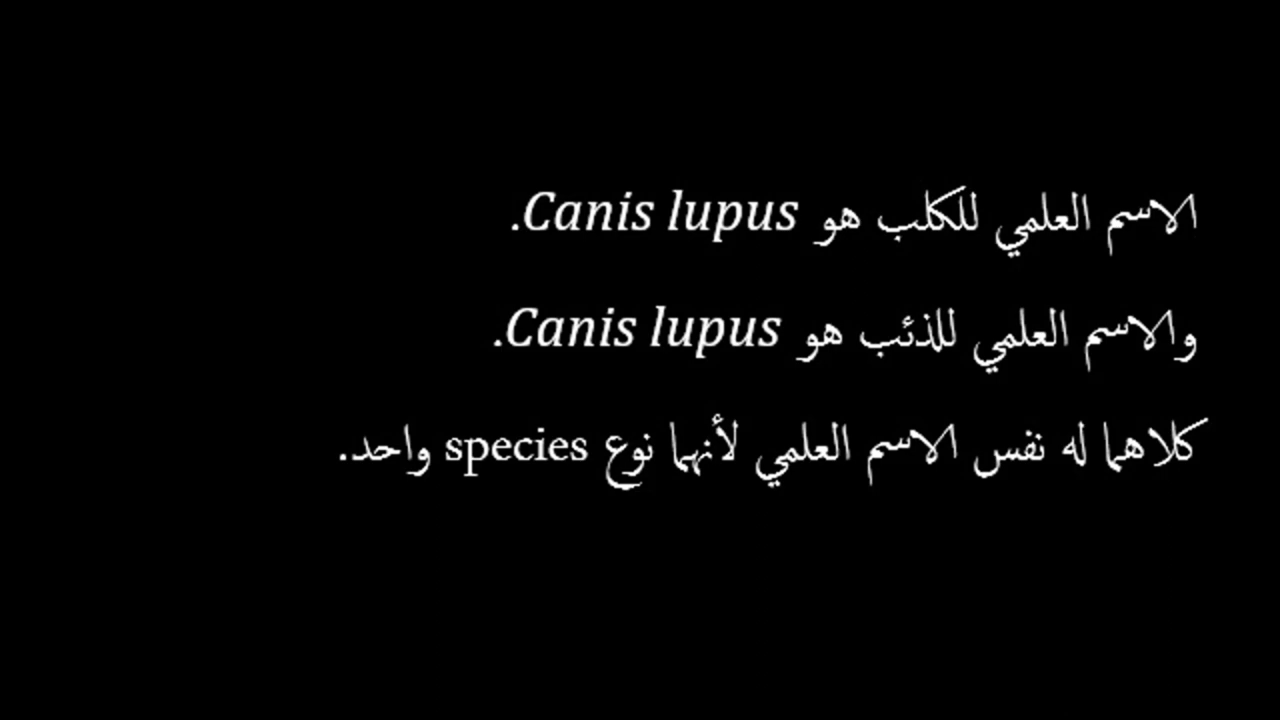 الاسم العلمي للكلب هو Canis lupus.
والاسم العلمي للذئب هو Canis lupus.
كلاهما له نفس الاسم العلمي لأنهما نوع species واحد.